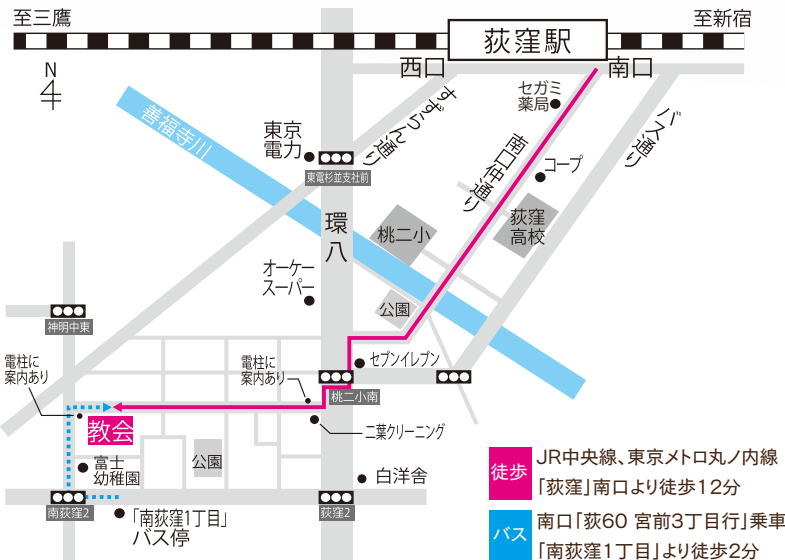 至三鷹
至新宿
荻窪駅
西口
南口
N
善福寺川
すずらん通り
セガミ
薬局
東京
電力
東電杉並支社前
南口仲通り
バス通り
コープ
環八
桃二小
荻窪
高校
オーケー
スーパー
公園
神明中東
電柱に
案内あり
電柱に
案内あり
セブンイレブン
桃二小南
教会
二葉クリーニング
富士
幼稚園
公園
白洋舎
南荻窪2
荻窪2
「南荻窪1丁目」
バス停
徒歩
JR中央線、東京メトロ丸ノ内線
「荻窪」南口より徒歩12分
バス
南口「荻60 宮前3丁目行」乗車
「南荻窪1丁目」より徒歩2分